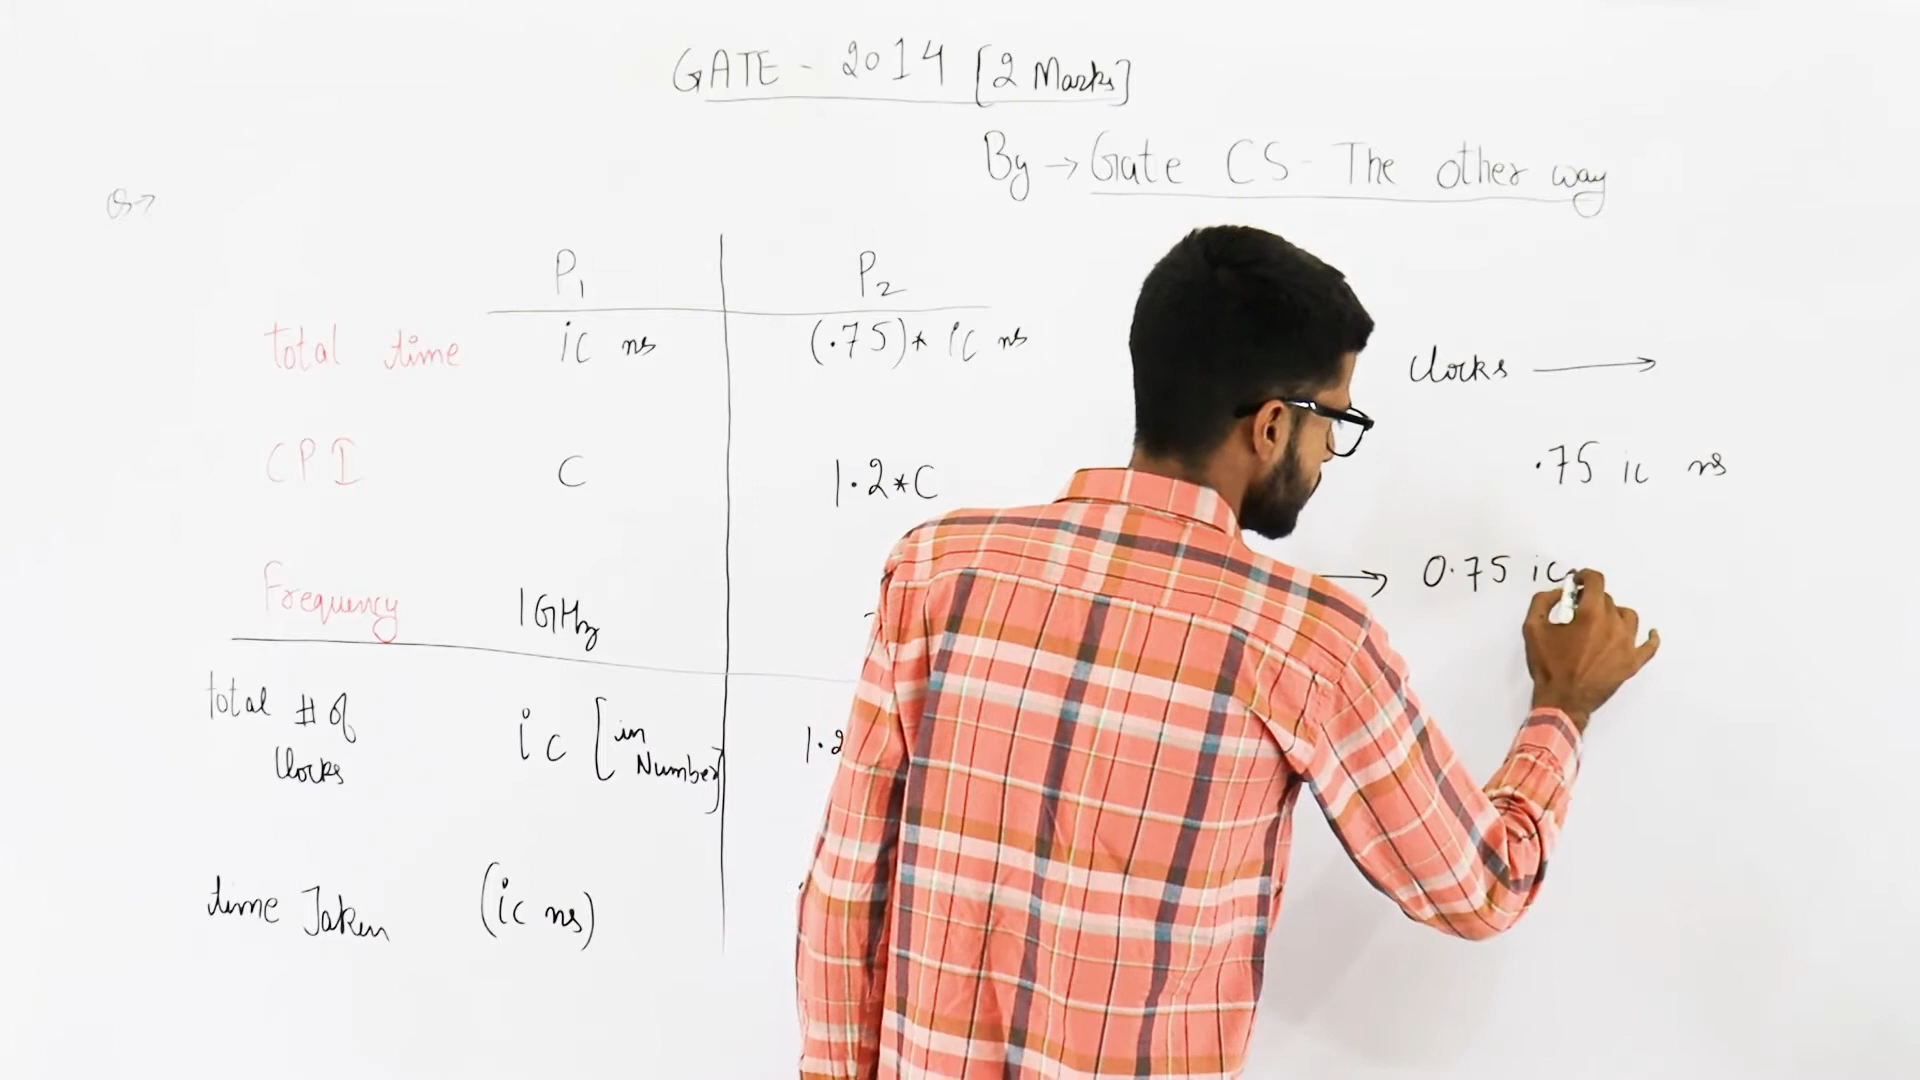 GATE - 2014 [2 Marks]
By → Gate CS - The other way
Q→
P1 P2
total time ic ns (.75)* ic ns
CPI C 1.2*C
Frequency 1GHz
total # of Clocks ic [in Number] 1.2
time Taken (ic ns)
Clocks →
.75 ic ns
→ 0.75 ic